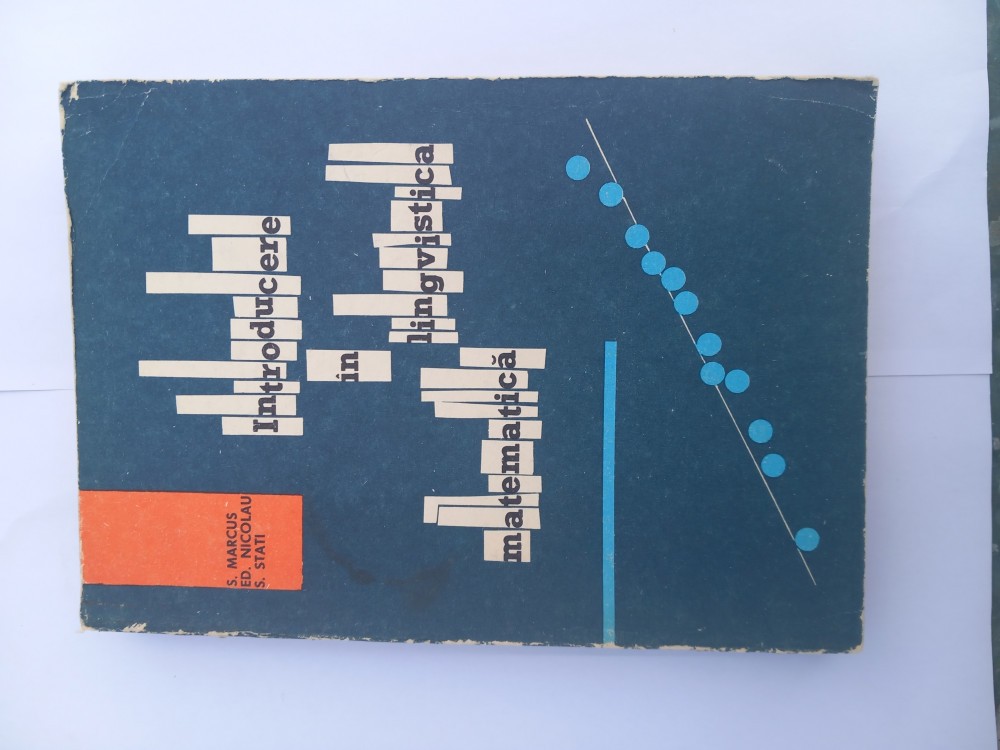 S. MARCUS
ED. NICOLAU
S. STATI
Introducere
în
lingvistica
matematică